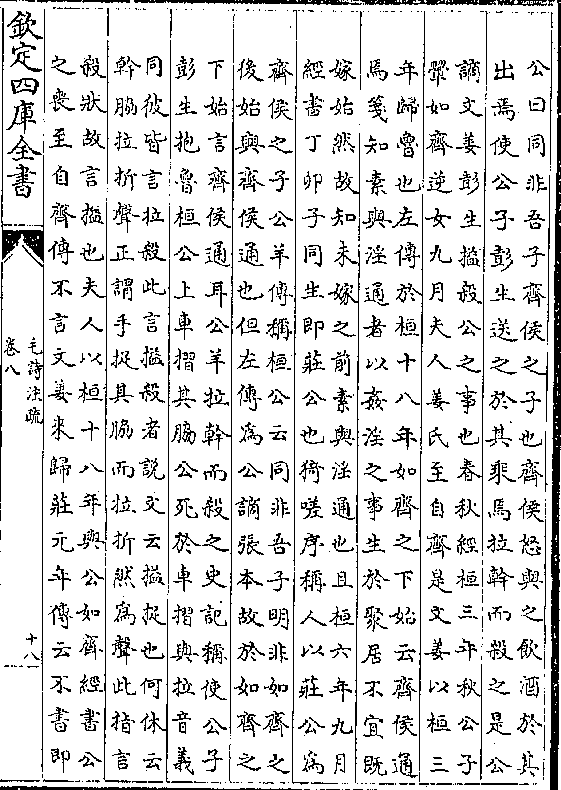 公曰同非吾子齊侯之子也齊侯怒與之飲酒於其
出焉使公子彭生送之於其乘焉拉幹而殺之是公
謫文姜彭生搚殺公之事也春秋經桓三年秋公子
翬如齊逆女九月夫人姜氏至自齊是文姜以桓三
年歸魯也左傳於桓十八年如齊之下始云齊侯通
焉箋知素與淫通者以姦淫之事生於聚居不宜既
嫁始然故知未嫁之前素與淫通也且桓六年九月
經書丁卯子同生即莊公也猗嗟序稱人以莊公為
齊侯之子公羊傳稱桓公云同非吾子明非如齊之
後始與齊侯通也但左傳為公謫張本故於如齊之
下始言齊侯通耳公羊拉幹而殺之史記稱使公子
彭生抱魯桓公上車摺其脇公死於車摺與拉音義
同彼皆言拉殺此言搚殺者說文云搚捉也何休云
幹脇拉折聲正謂手捉其脇而拉折然為聲此指言
殺狀故言搚也夫人以桓十八年與公如齊經書公
之喪至自齊傳不言文姜來歸莊元年傳云不書即
欽定四庫全書
毛詩注疏
卷八
十八